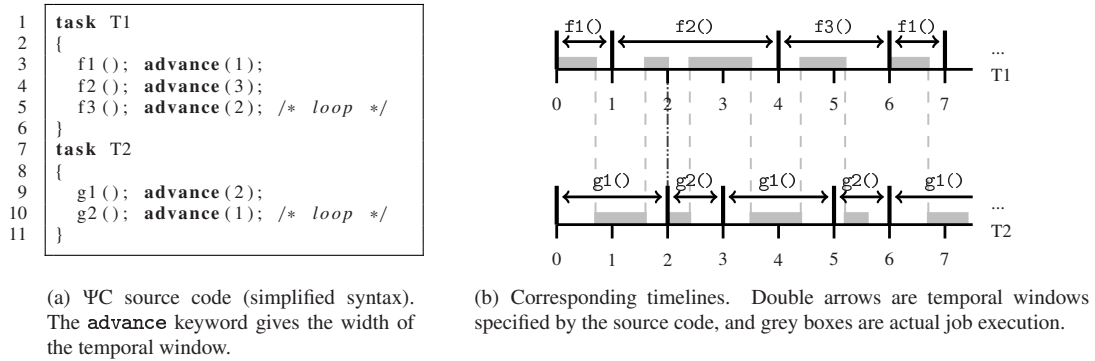 1 task T1
2 {
3 f1(); advance(1);
4 f2(); advance(3);
5 f3(); advance(2); /* loop */
6 }
7 task T2
8 {
9 g1(); advance(2);
10 g2(); advance(1); /* loop */
11 }
(a) ΨC source code (simplified syntax).
The advance keyword gives the width of
the temporal window.
f1() f2() f3() f1()
...
T1
0 1 2 3 4 5 6 7
g1() g2() g1() g2() g1()
...
T2
0 1 2 3 4 5 6 7
(b) Corresponding timelines. Double arrows are temporal windows
specified by the source code, and grey boxes are actual job execution.